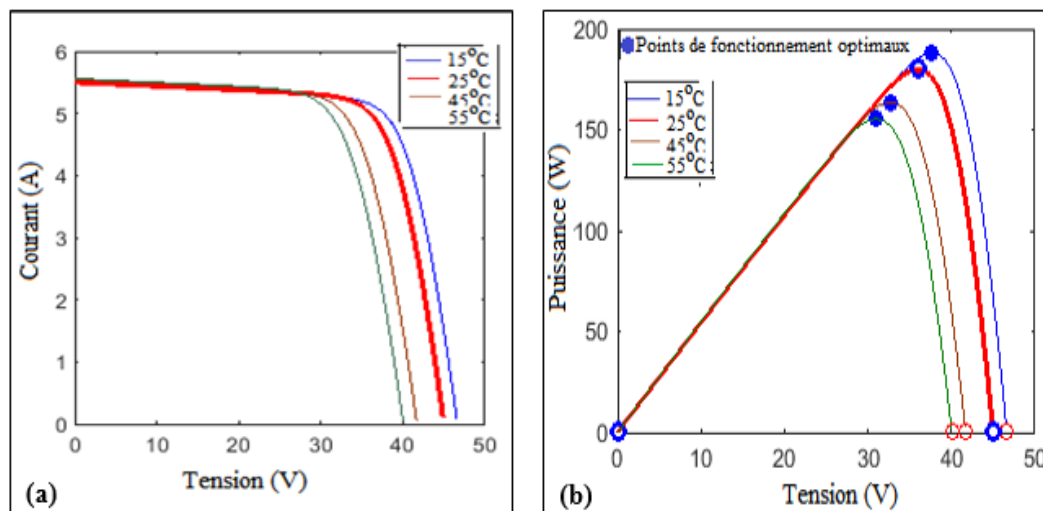 6
5
4
3
2
1
0
0 10 20 30 40 50
Courant (A)
Tension (V)
15°C
25°C
45°C
55°C
(a)
200
150
100
50
0
0 10 20 30 40 50
Puissance (W)
Tension (V)
Points de fonctionnement optimaux
15°C
25°C
45°C
55°C
(b)